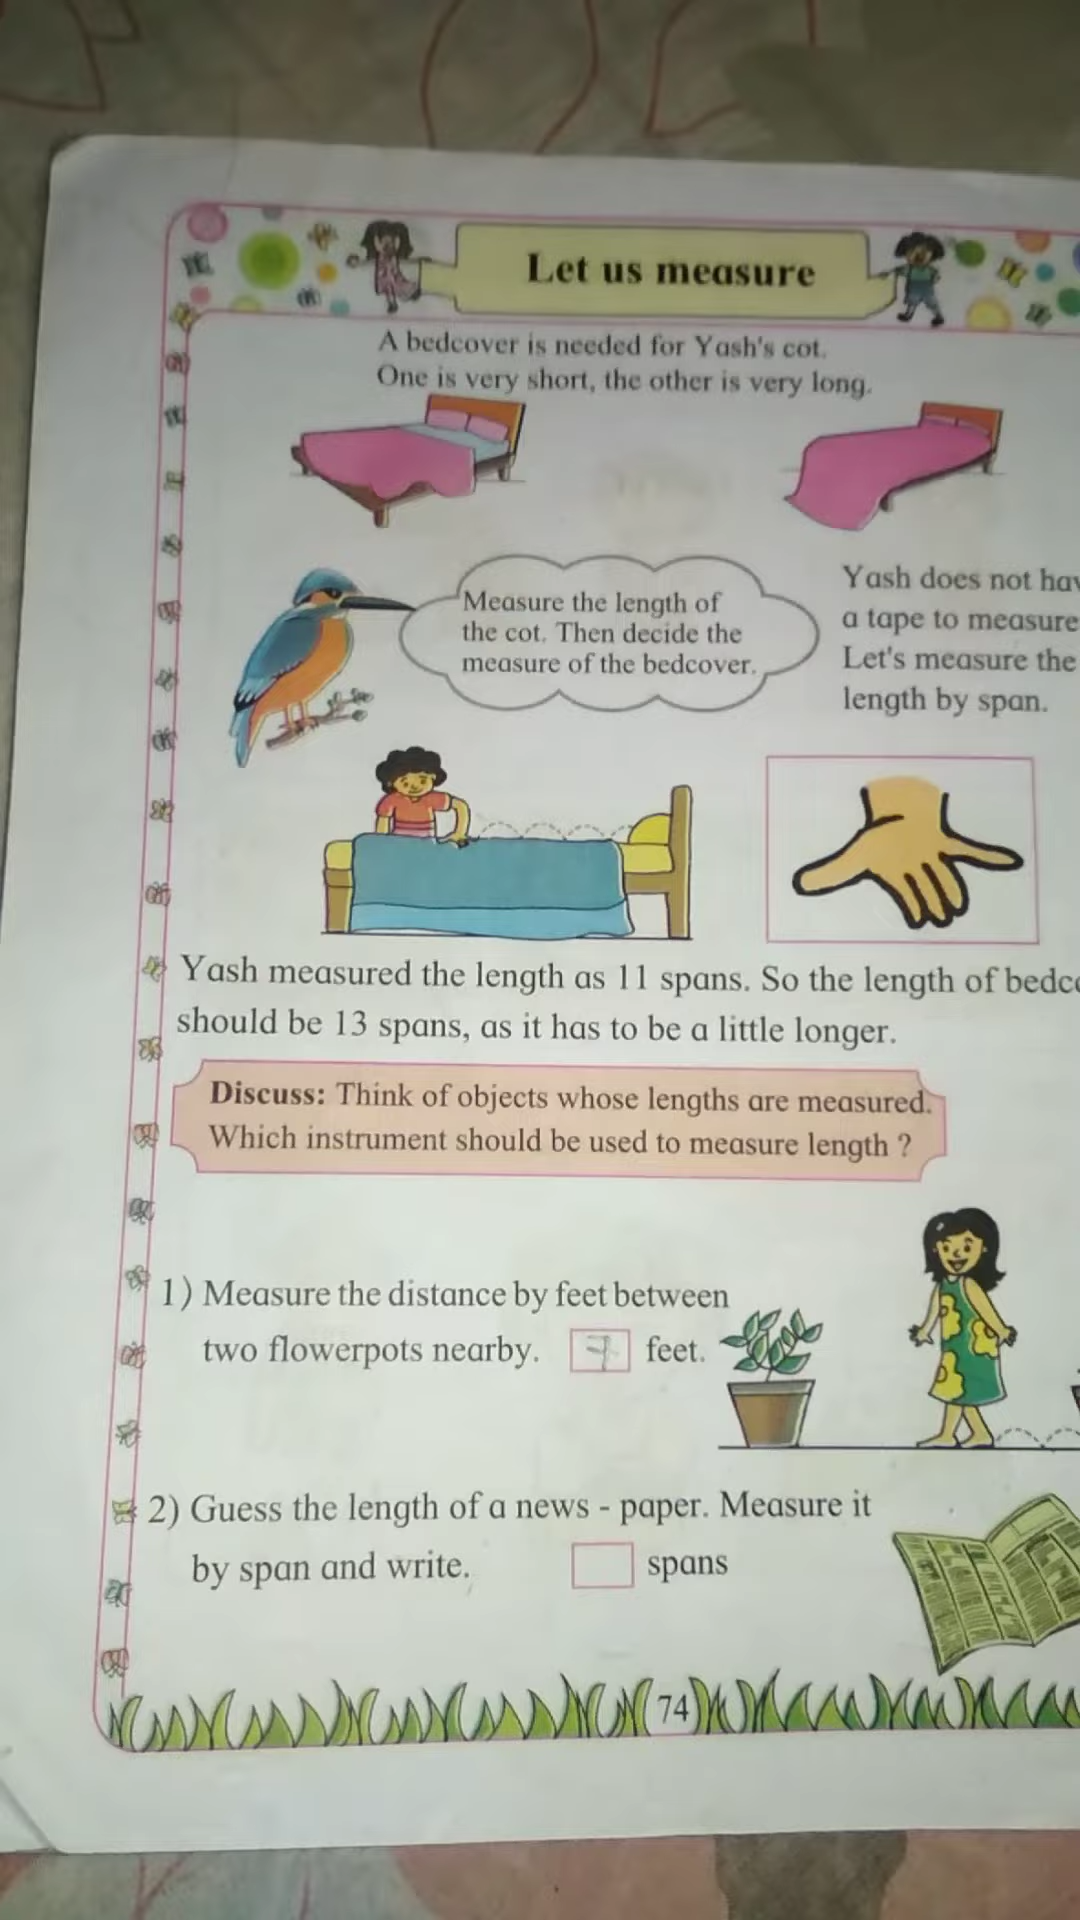 Let us measure
A bedcover is needed for Yash's cot.
One is very short, the other is very long.
Measure the length of
the cot. Then decide the
measure of the bedcover.
Yash does not hav
a tape to measure
Let's measure the
length by span.
Yash measured the length as 11 spans. So the length of bedco
should be 13 spans, as it has to be a little longer.
Discuss: Think of objects whose lengths are measured.
Which instrument should be used to measure length ?
1) Measure the distance by feet between
two flowerpots nearby. 7 feet.
2) Guess the length of a news - paper. Measure it
by span and write. spans
74